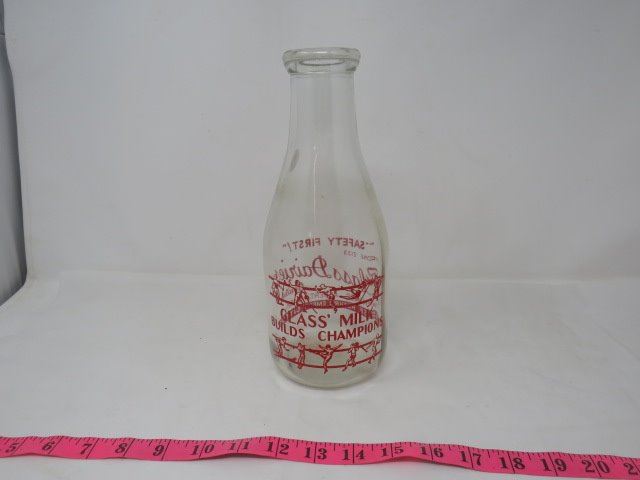 "SAFETY FIRST!"
Glass Dairies
GLASS' MILK
BUILDS CHAMPIONS
5 6 7 8 9 10 11 12 13 14 15 16 17 18 19 20